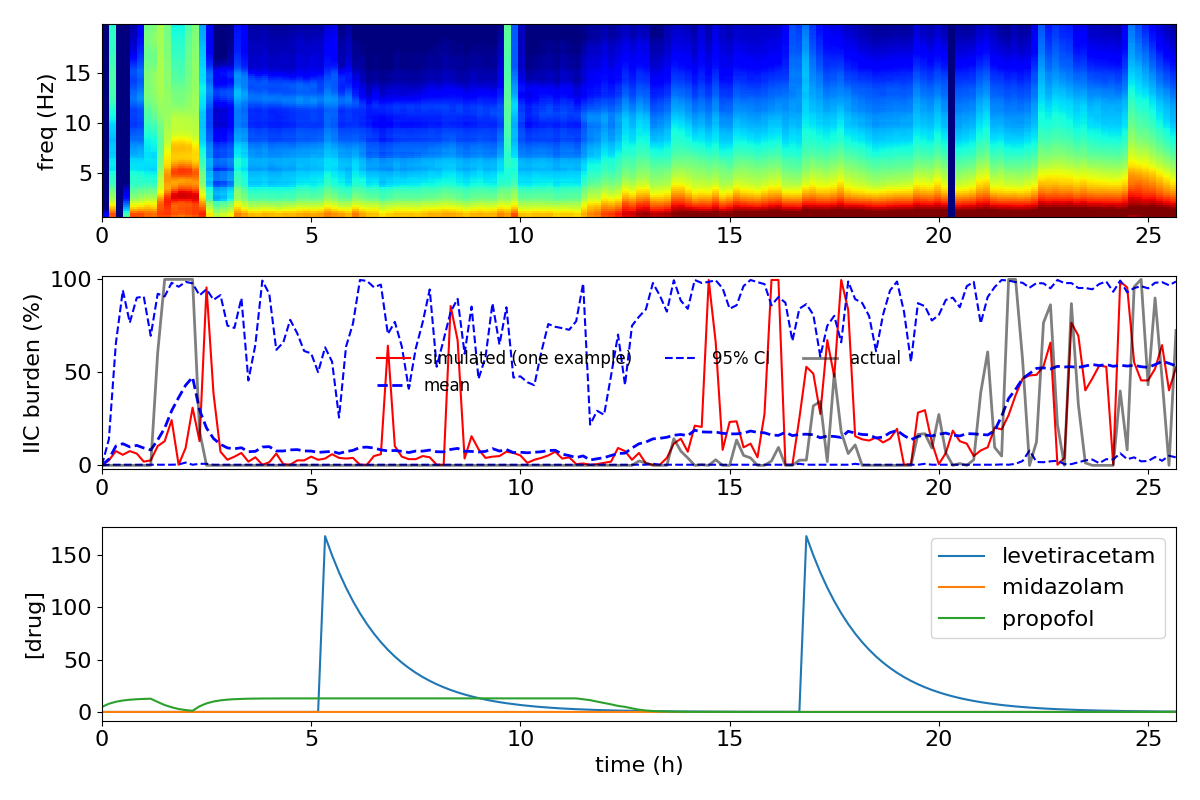 freq (Hz)
15
10
5
0 5 10 15 20 25
IIC burden (%)
100
50
0
simulated (one example) 95% CI actual
mean
0 5 10 15 20 25
[drug]
150
100
50
0
levetiracetam
midazolam
propofol
0 5 10 15 20 25
time (h)